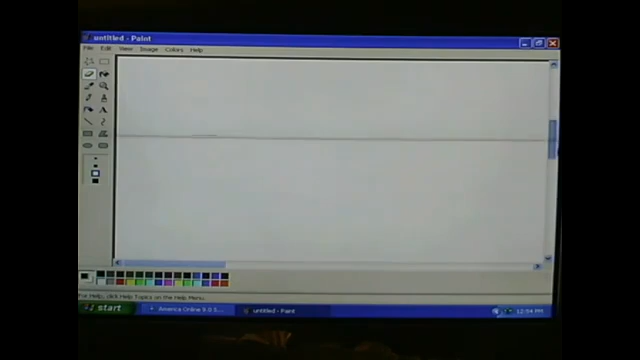 untitled - Paint
File Edit View Image Colors Help
A
For Help, click Help Topics on the Help Menu.
start
America Online 9.0 S...
untitled - Paint
12:54 PM